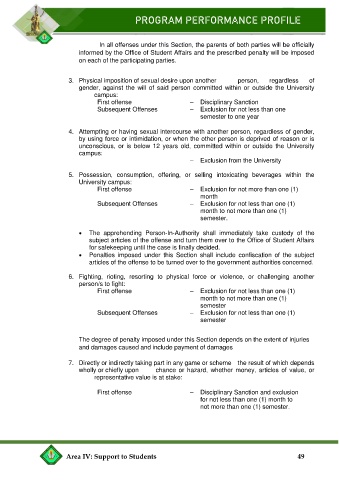 PROGRAM PERFORMANCE PROFILE
In all offenses under this Section, the parents of both parties will be officially
informed by the Office of Student Affairs and the prescribed penalty will be imposed
on each of the participating parties.
3. Physical imposition of sexual desire upon another person, regardless of
gender, against the will of said person committed within or outside the University
campus:
First offense – Disciplinary Sanction
Subsequent Offenses – Exclusion for not less than one
semester to one year
4. Attempting or having sexual intercourse with another person, regardless of gender,
by using force or intimidation, or when the other person is deprived of reason or is
unconscious, or is below 12 years old, committed within or outside the University
campus:
– Exclusion from the University
5. Possession, consumption, offering, or selling intoxicating beverages within the
University campus:
First offense – Exclusion for not more than one (1)
month
Subsequent Offenses – Exclusion for not less than one (1)
month to not more than one (1)
semester.
• The apprehending Person-In-Authority shall immediately take custody of the
subject articles of the offense and turn them over to the Office of Student Affairs
for safekeeping until the case is finally decided.
• Penalties imposed under this Section shall include confiscation of the subject
articles of the offense to be turned over to the government authorities concerned.
6. Fighting, rioting, resorting to physical force or violence, or challenging another
person/s to fight:
First offense – Exclusion for not less than one (1)
month to not more than one (1)
semester
Subsequent Offenses – Exclusion for not less than one (1)
semester
The degree of penalty imposed under this Section depends on the extent of injuries
and damages caused and include payment of damages.
7. Directly or indirectly taking part in any game or scheme the result of which depends
wholly or chiefly upon chance or hazard, whether money, articles of value, or
representative value is at stake:
First offense – Disciplinary Sanction and exclusion
for not less than one (1) month to
not more than one (1) semester.
Area IV: Support to Students 49